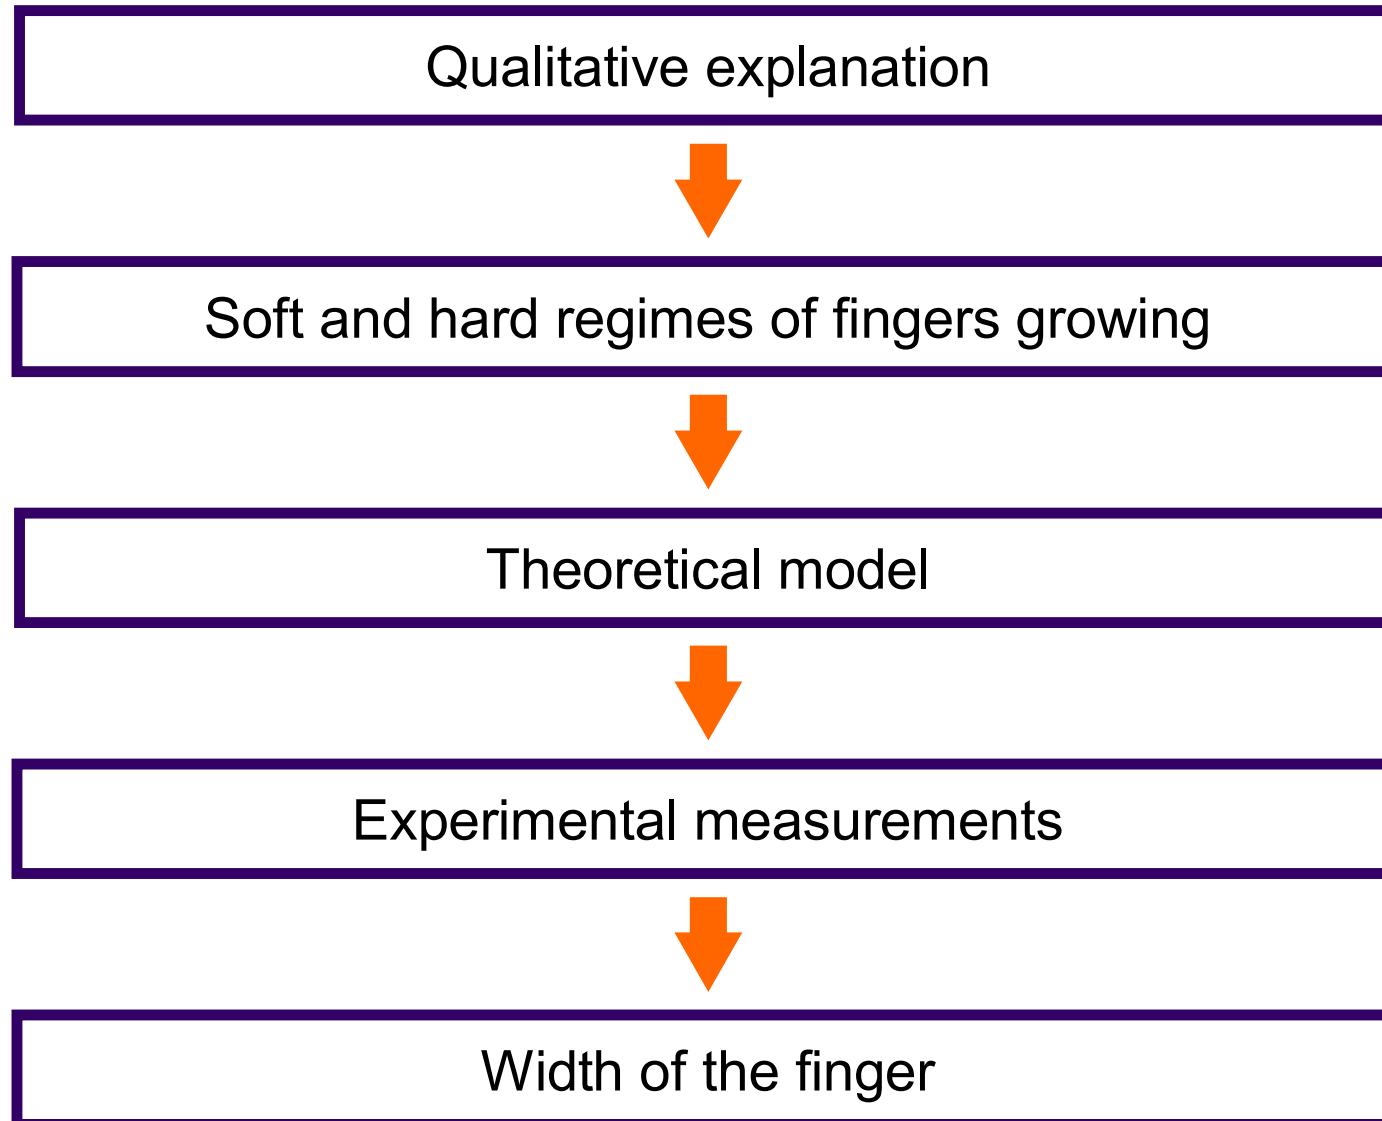 Qualitative explanation
Soft and hard regimes of fingers growing
Theoretical model
Experimental measurements
Width of the finger